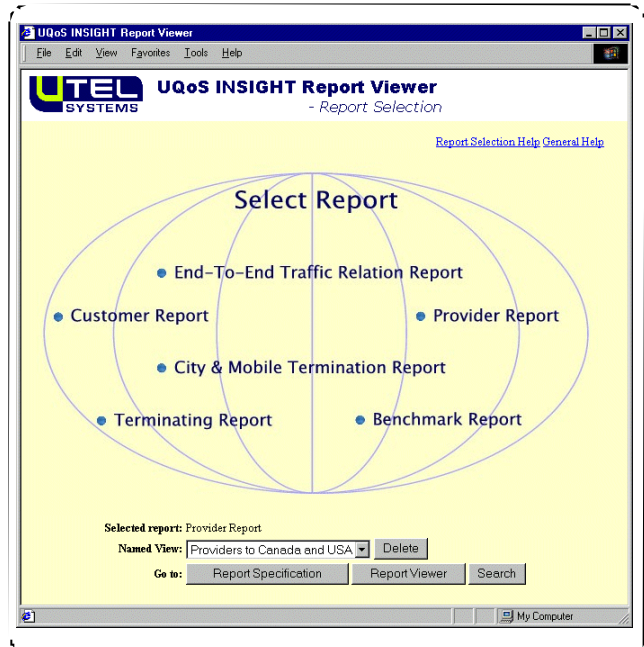 UQoS INSIGHT Report Viewer
File Edit View Favorites Tools Help
UTEL SYSTEMS
UQoS INSIGHT Report Viewer
- Report Selection
Report Selection Help General Help
Select Report
End-To-End Traffic Relation Report
Customer Report
Provider Report
City & Mobile Termination Report
Terminating Report
Benchmark Report
Selected report: Provider Report
Named View: Providers to Canada and USA Delete
Go to: Report Specification Report Viewer Search
My Computer